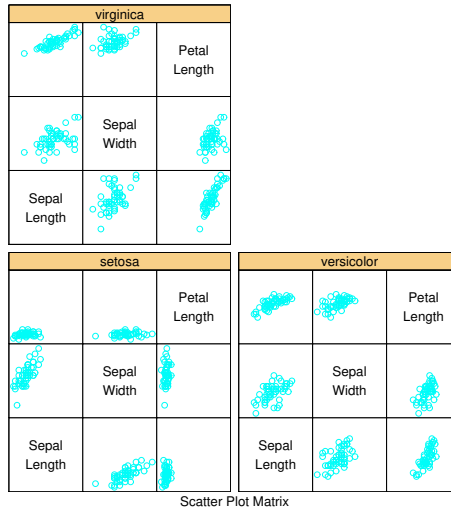 virginica
Petal
Length
Sepal
Width
Sepal
Length
setosa
Petal
Length
Sepal
Width
Sepal
Length
versicolor
Petal
Length
Sepal
Width
Sepal
Length
Scatter Plot Matrix